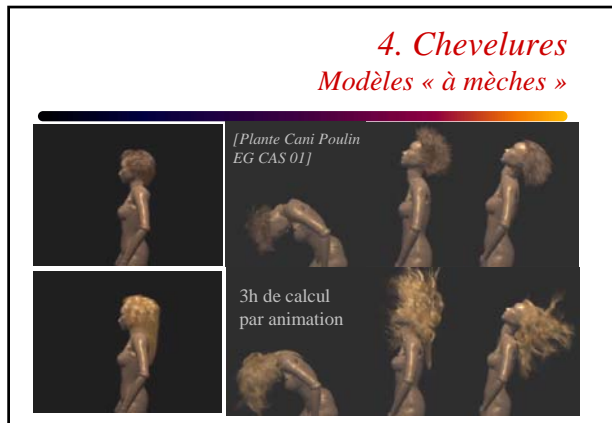 4. Chevelures
Modèles « à mèches »
[Plante Cani Poulin
EG CAS 01]
3h de calcul
par animation